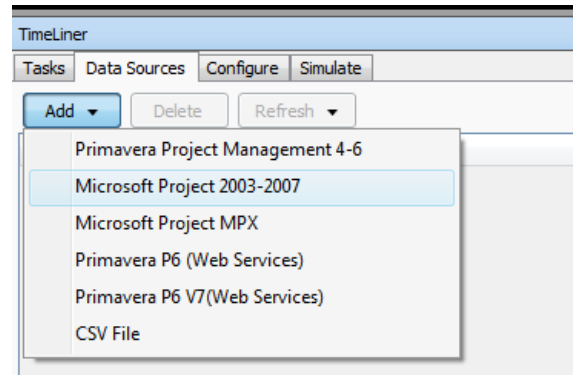 TimeLiner
Tasks Data Sources Configure Simulate
Add Delete Refresh
Primavera Project Management 4-6
Microsoft Project 2003-2007
Microsoft Project MPX
Primavera P6 (Web Services)
Primavera P6 V7(Web Services)
CSV File